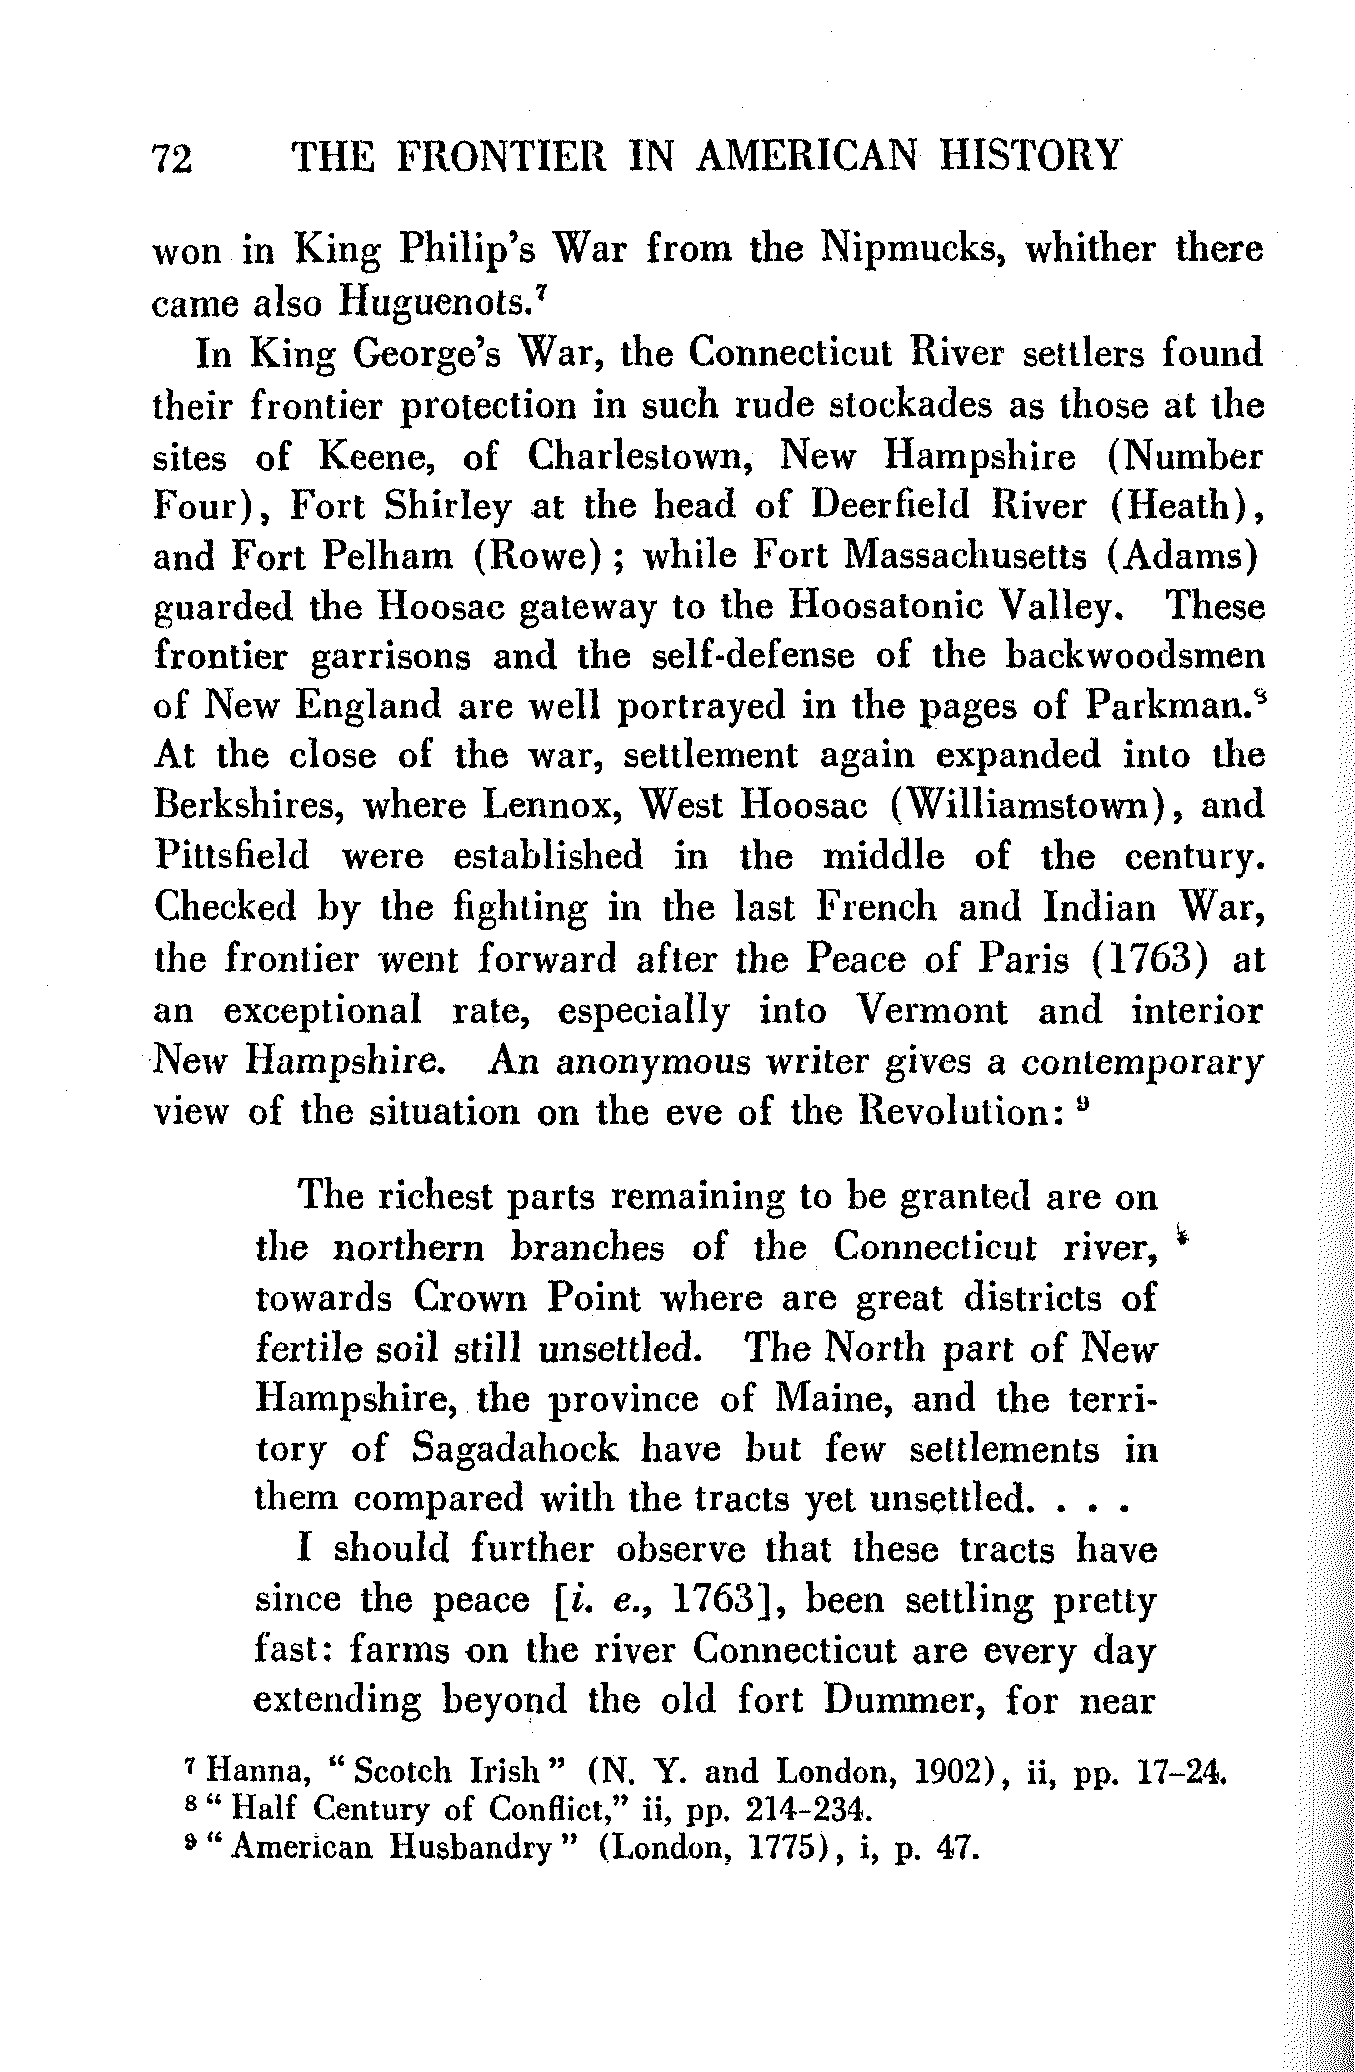 72 THE FRONTIER IN AMERICAN HISTORY
won in King Philip's War from the Nipmucks, whither there
came also Huguenots.⁷
In King George's War, the Connecticut River settlers found
their frontier protection in such rude stockades as those at the
sites of Keene, of Charlestown, New Hampshire (Number
Four), Fort Shirley at the head of Deerfield River (Heath),
and Fort Pelham (Rowe); while Fort Massachusetts (Adams)
guarded the Hoosac gateway to the Hoosatonic Valley. These
frontier garrisons and the self-defense of the backwoodsmen
of New England are well portrayed in the pages of Parkman.⁸
At the close of the war, settlement again expanded into the
Berkshires, where Lennox, West Hoosac (Williamstown), and
Pittsfield were established in the middle of the century.
Checked by the fighting in the last French and Indian War,
the frontier went forward after the Peace of Paris (1763) at
an exceptional rate, especially into Vermont and interior
New Hampshire. An anonymous writer gives a contemporary
view of the situation on the eve of the Revolution: ⁹
The richest parts remaining to be granted are on
the northern branches of the Connecticut river,
towards Crown Point where are great districts of
fertile soil still unsettled. The North part of New
Hampshire, the province of Maine, and the terri-
tory of Sagadahock have but few settlements in
them compared with the tracts yet unsettled. . . .
I should further observe that these tracts have
since the peace [i. e., 1763], been settling pretty
fast: farms on the river Connecticut are every day
extending beyond the old fort Dummer, for near
⁷ Hanna, "Scotch Irish" (N. Y. and London, 1902), ii, pp. 17–24.
⁸ "Half Century of Conflict," ii, pp. 214–234.
⁹ "American Husbandry" (London, 1775), i, p. 47.